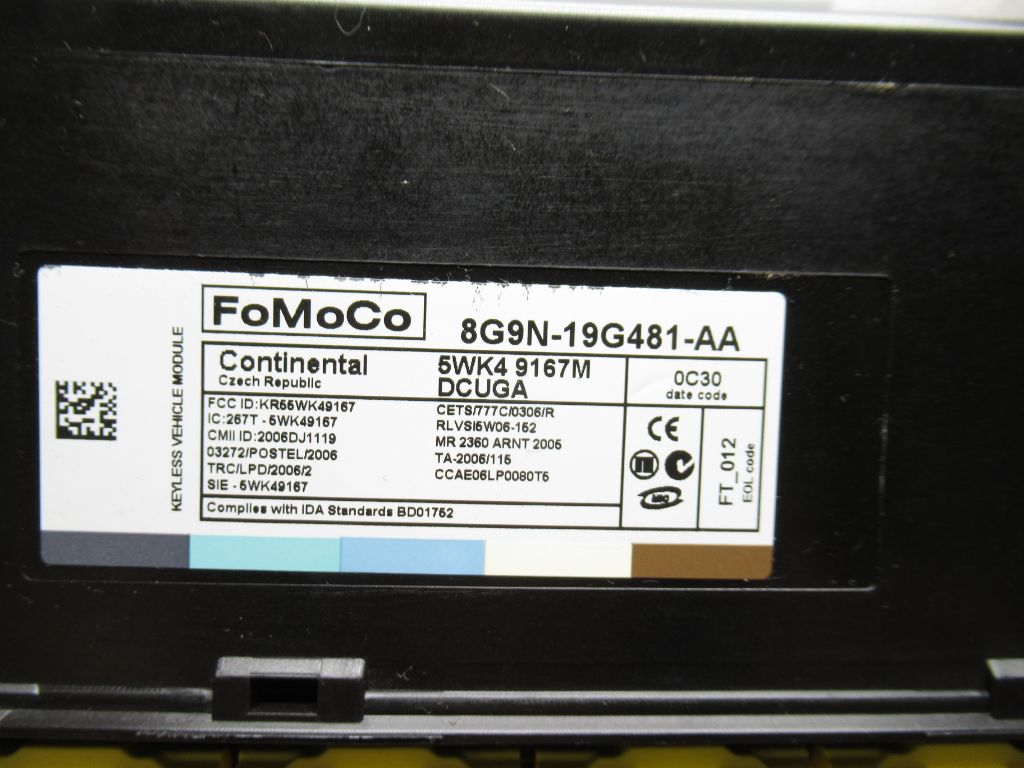 FoMoCo
8G9N-19G481-AA
KEYLESS VEHICLE MODULE
Continental
Czech Republic
5WK4 9167M
DCUGA
0C30
date code
FCC ID:KR55WK49167
IC:267T - 5WK49167
CMII ID:2006DJ1119
03272/POSTEL/2006
TRC/LPD/2006/2
SIE - 5WK49167
CETS/777C/0306/R
RLVSI5W06-152
MR 2360 ARNT 2005
TA-2006/115
CCAE06LP0080T5
CE
FT_012
EOL code
Complies with IDA Standards BD01752